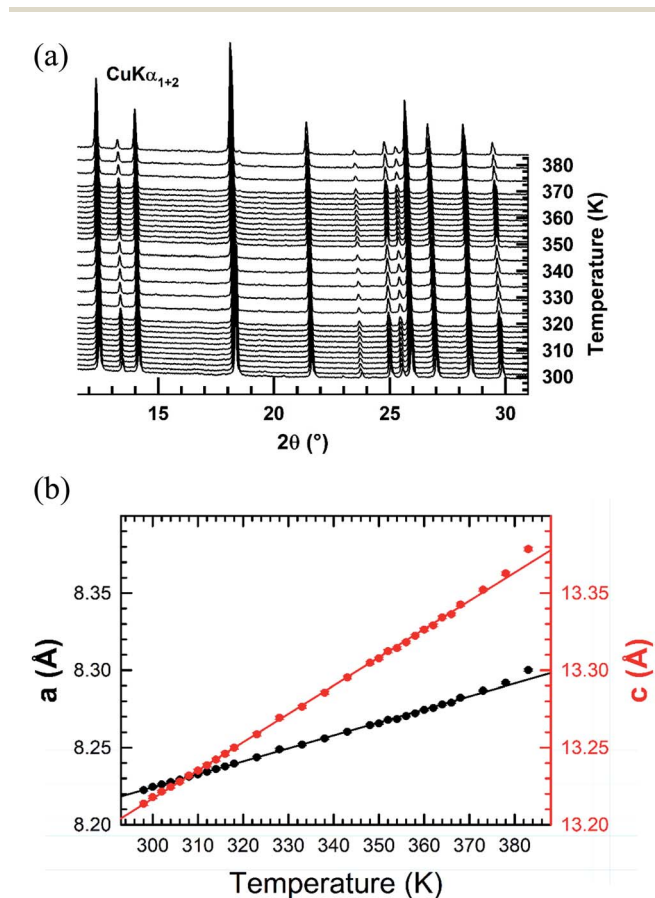 (a)
CuKα1+2
380
370
360
350
340
330
320
310
300
Temperature (K)
15 20 25 30
2θ (°)
(b)
8.35
8.30
8.25
8.20
a (Å)
13.35
13.30
13.25
13.20
c (Å)
300 310 320 330 340 350 360 370 380
Temperature (K)